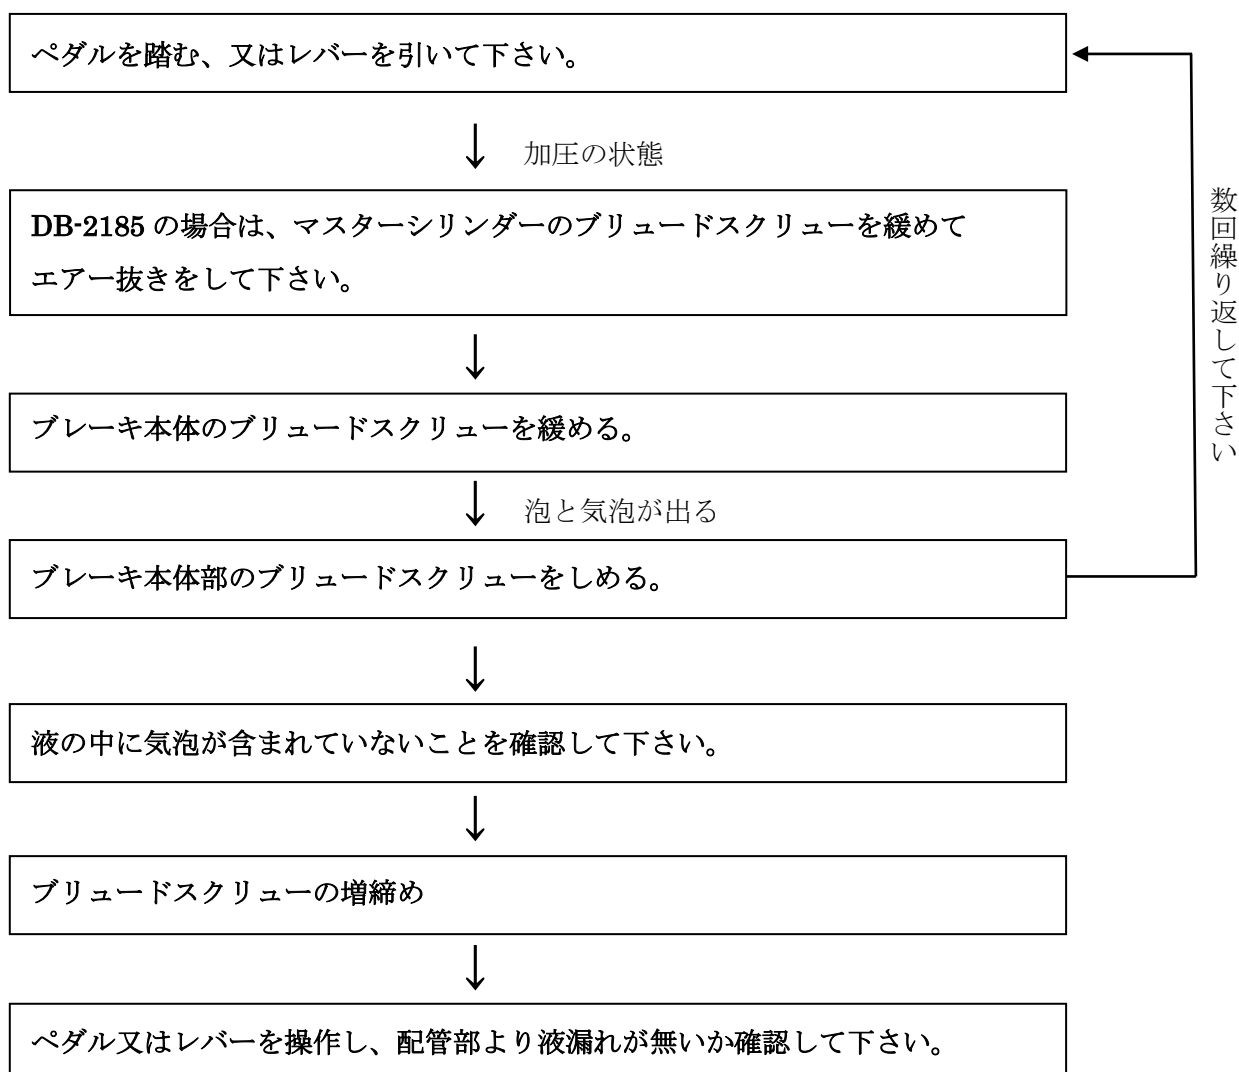 ペダルを踏む、又はレバーを引いて下さい。
加圧の状態
DB-2185 の場合は、マスターシリンダーのブリュードスクリューを緩めて
エアー抜きをして下さい。
ブレーキ本体のブリュードスクリューを緩める。
泡と気泡が出る
ブレーキ本体部のブリュードスクリューをしめる。
数回繰り返して下さい
液の中に気泡が含まれていないことを確認して下さい。
ブリュードスクリューの増締め
ペダル又はレバーを操作し、配管部より液漏れが無いか確認して下さい。